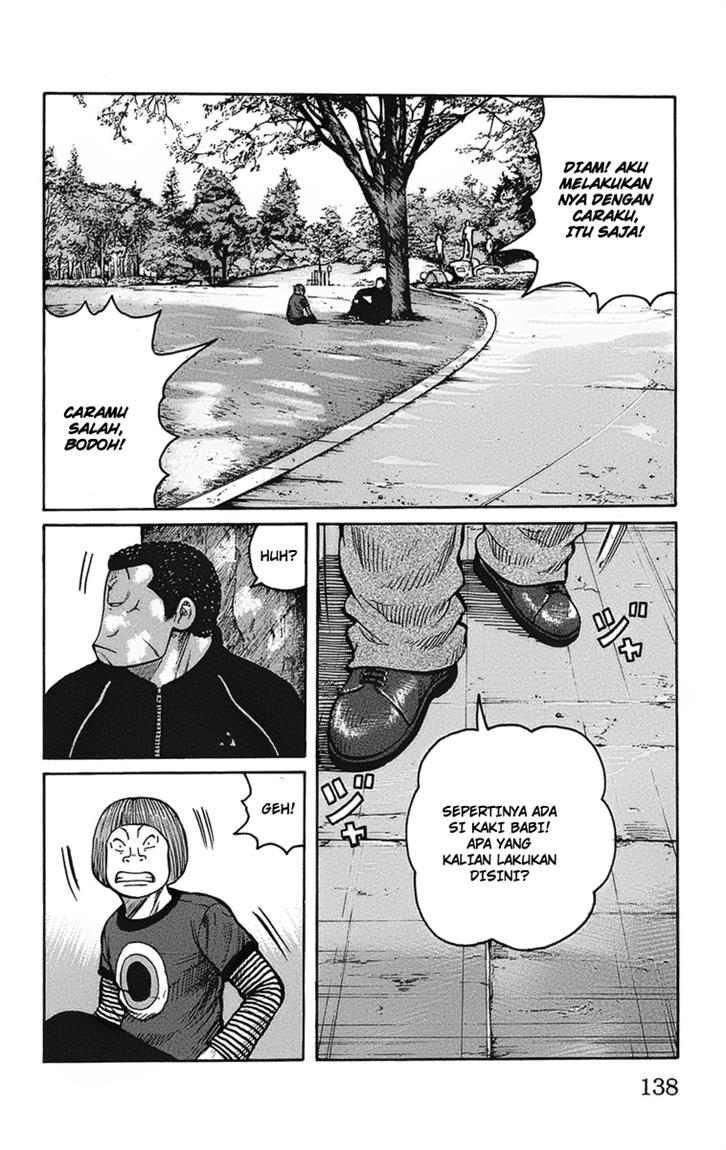 DIAM! AKU
MELAKUKAN
NYA DENGAN
CARAKU,
ITU SAJA!
CARAMU
SALAH,
BODOH!
HUH?
ジャ
ジャ
SEPERTINYA ADA
SI KAKI BABI!
APA YANG
KALIAN LAKUKAN
DISINI?
GEH!
138